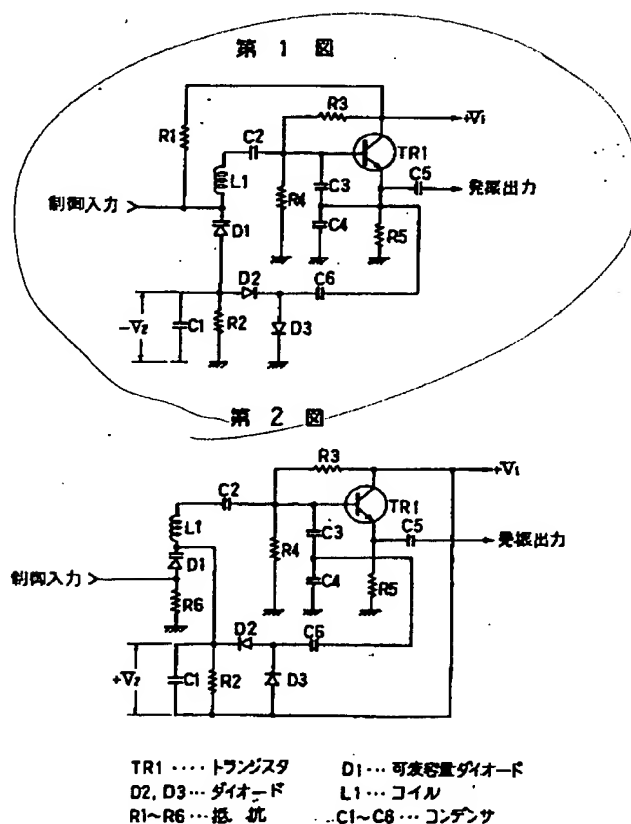 第 1 図
R3
+V1
R1
C2
TR1
L1
C3
C5
発振出力
制御入力
R4
D1
C4
R5
D2
C6
-V2
C1
R2
D3
第 2 図
R3
+V1
C2
TR1
L1
C3
C5
発振出力
R4
D1
C4
R5
制御入力
R6
D2
C6
+V2
C1
R2
D3
TR1 ···· トランジスタ
D1 ··· 可変容量ダイオード
D2, D3 ··· ダイオード
L1 ··· コイル
R1~R6 ··· 抵 抗
C1~C6 ··· コンデンサ